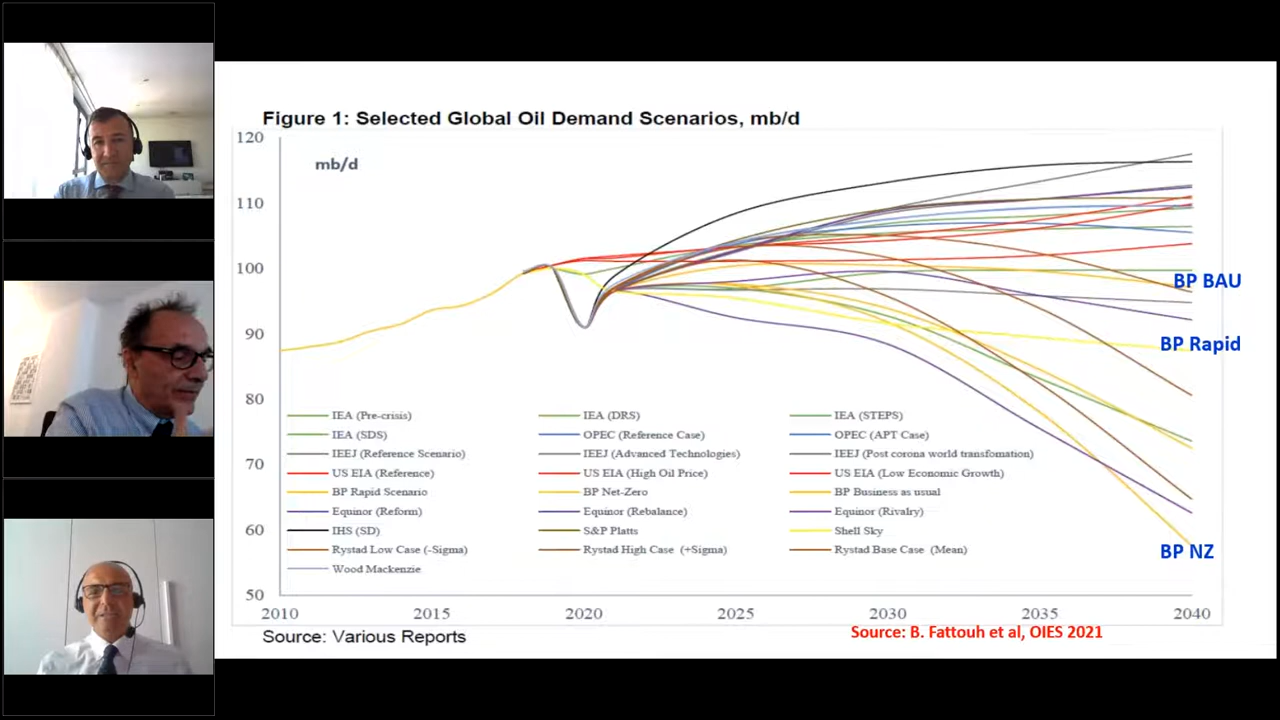 Figure 1: Selected Global Oil Demand Scenarios, mb/d
120
mb/d
110
100
BP BAU
90
BP Rapid
80
IEA (Pre-crisis) IEA (DRS) IEA (STEPS)
IEA (SDS) OPEC (Reference Case) OPEC (APT Case)
IEEJ (Reference Scenario) IEEJ (Advanced Technologies) IEEJ (Post corona world transfomation)
70
US EIA (Reference) US EIA (High Oil Price) US EIA (Low Economic Growth)
BP Rapid Scenario BP Net-Zero BP Business as usual
Equinor (Reform) Equinor (Rebalance) Equinor (Rivalry)
60
IHS (SD) S&P Platts Shell Sky
Rystad Low Case (-Sigma) Rystad High Case (+Sigma) Rystad Base Case (Mean)
BP NZ
Wood Mackenzie
50
2010 2015 2020 2025 2030 2035 2040
Source: Various Reports
Source: B. Fattouh et al, OIES 2021